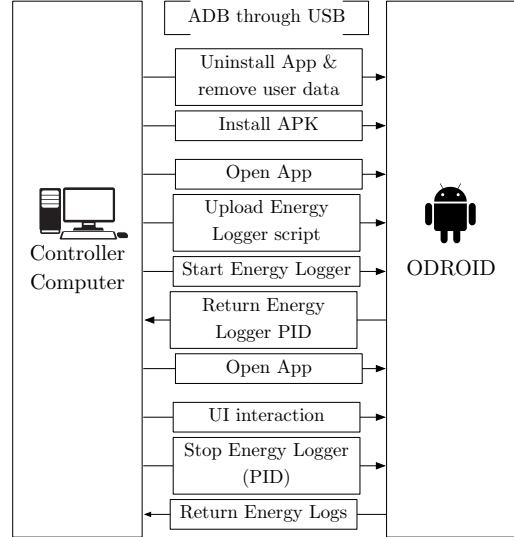 ADB through USB
Uninstall App &
remove user data
Install APK
Open App
Upload Energy
Logger script
Controller
Computer
ODROID
Start Energy Logger
Return Energy
Logger PID
Open App
UI interaction
Stop Energy Logger
(PID)
Return Energy Logs